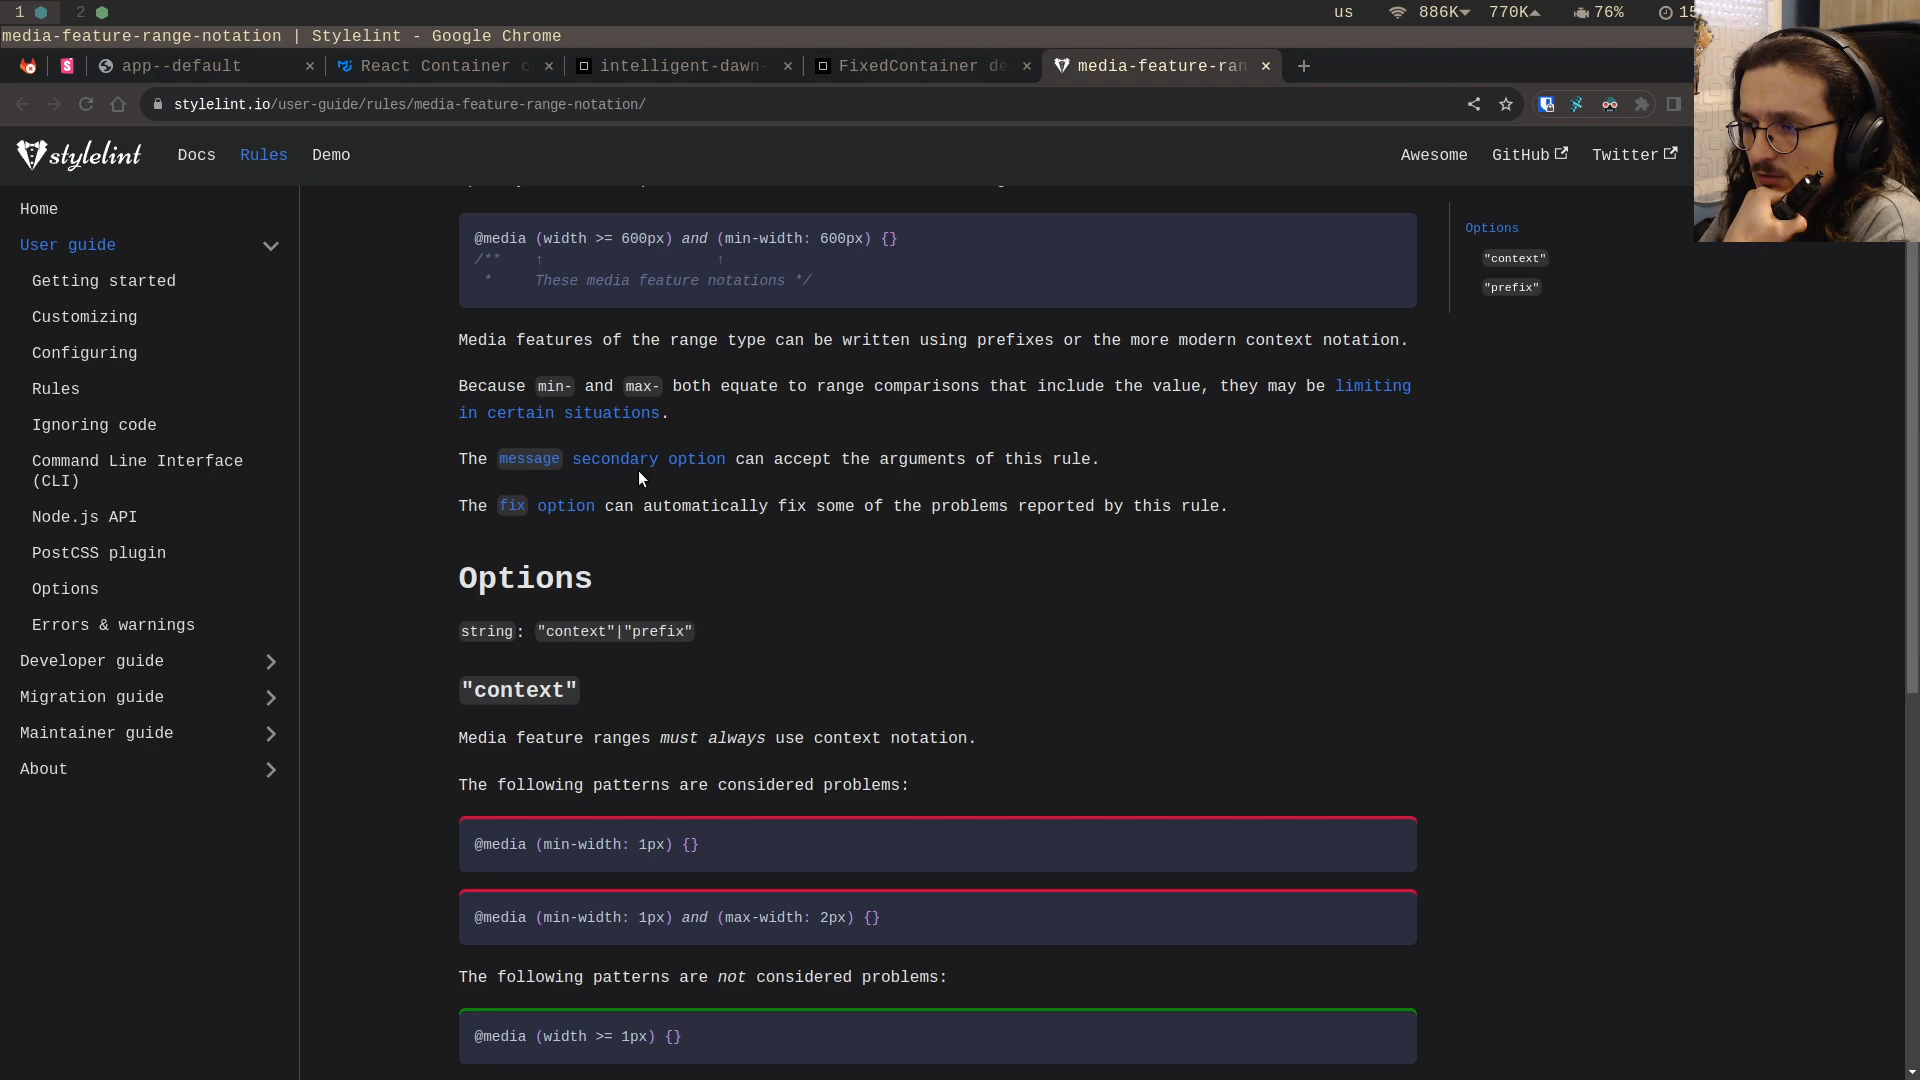 1 2 us 886K 770K 76% 15
media-feature-range-notation | Stylelint - Google Chrome
app--default React Container c intelligent-dawn- FixedContainer de media-feature-ran
stylelint.io/user-guide/rules/media-feature-range-notation/
stylelint Docs Rules Demo Awesome GitHub Twitter
Home
User guide
Getting started
Customizing
Configuring
Rules
Ignoring code
Command Line Interface
(CLI)
Node.js API
PostCSS plugin
Options
Errors & warnings
Developer guide
Migration guide
Maintainer guide
About
@media (width >= 600px) and (min-width: 600px) {}
/** ↑ ↑
* These media feature notations */
Media features of the range type can be written using prefixes or the more modern context notation.
Because min- and max- both equate to range comparisons that include the value, they may be limiting
in certain situations.
The message secondary option can accept the arguments of this rule.
The fix option can automatically fix some of the problems reported by this rule.
Options
string: "context"|"prefix"
"context"
Media feature ranges must always use context notation.
The following patterns are considered problems:
@media (min-width: 1px) {}
@media (min-width: 1px) and (max-width: 2px) {}
The following patterns are not considered problems:
@media (width >= 1px) {}
Options
"context"
"prefix"